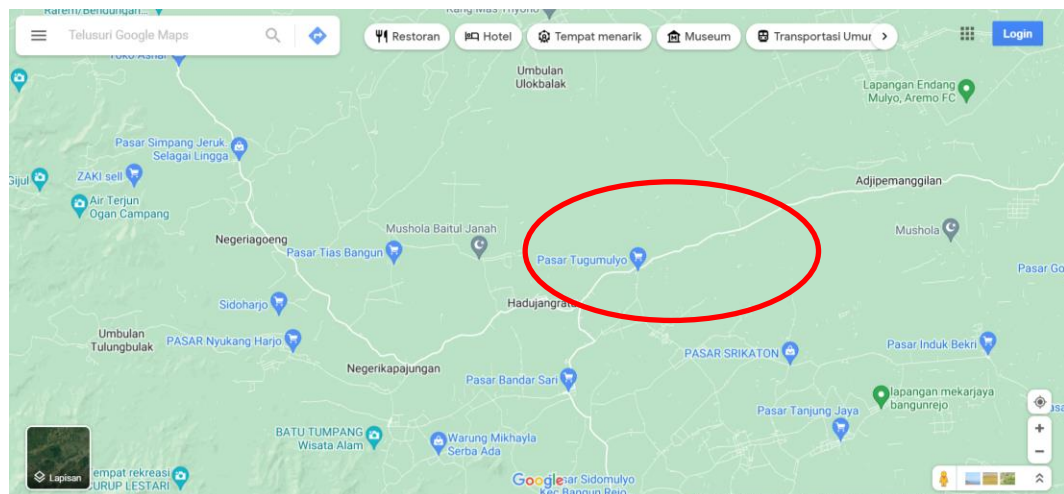 Telusuri Google Maps
Restoran
Hotel
Tempat menarik
Museum
Transportasi Umur
Login
Umbulan
Ulokbalak
Lapangan Endang
Mulyo, Aremo FC
Pasar Simpang Jeruk.
Selagai Lingga
ZAKI sell
Air Terjun
Ogan Campang
Adjipemanggilan
Mushola Baitul Janah
Mushola
Negeriagoeng
Pasar Tias Bangun
Pasar Tugumulyo
Pasar Go
Sidoharjo
Umbulan
Tulungbulak
PASAR Nyukang Harjo
Negerikapajungan
PASAR SRIKATON
Pasar Induk Bekri
Pasar Bandar Sari
lapangan mekarjaya
bangunrejo
Pasar Tanjung Jaya
BATU TUMPANG
Wisata Alam
Warung Mikhayla
Serba Ada
Lapisan
empat rekreasi
CURUP LESTARI
Google
sar Sidomulyo
Kec Bangun Rejo